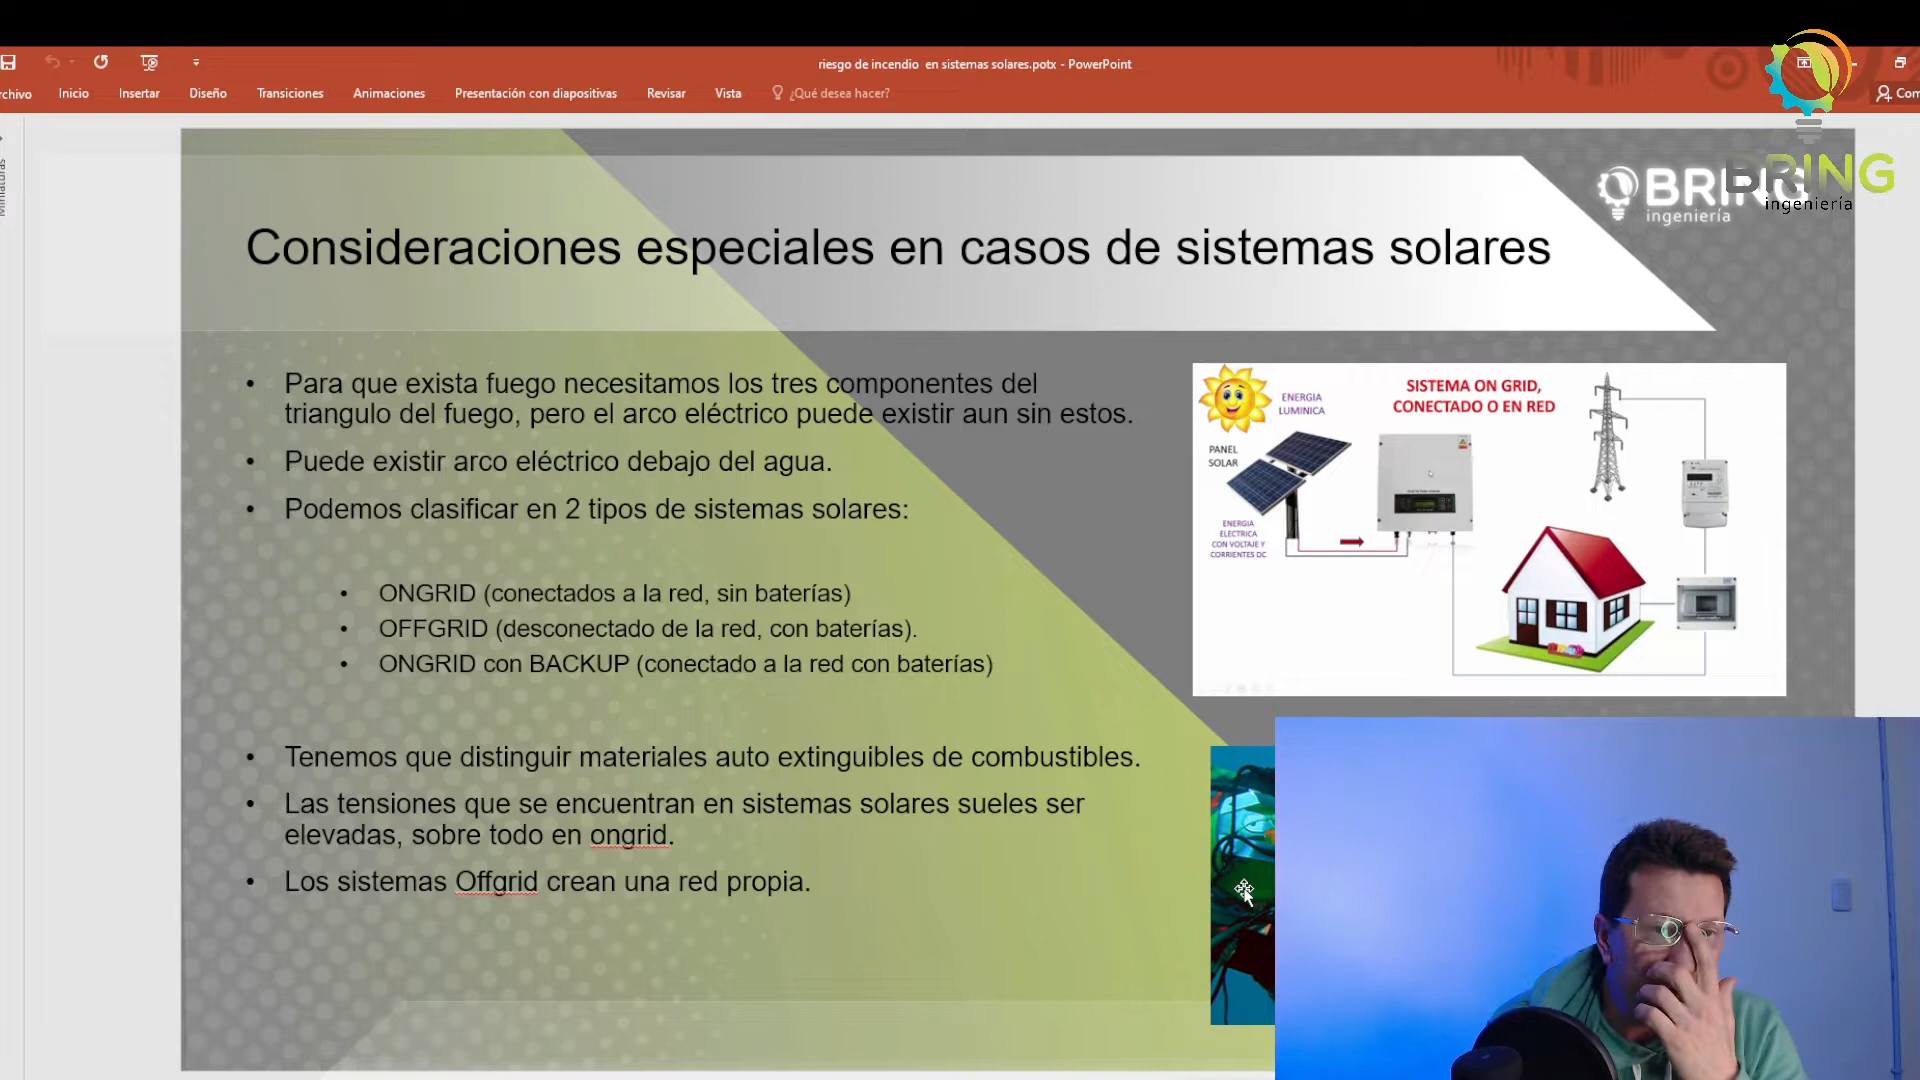 riesgo de incendio en sistemas solares.potx - PowerPoint
rchivo Inicio Insertar Diseño Transiciones Animaciones Presentación con diapositivas Revisar Vista ¿Qué desea hacer? Com
Miniaturas
BRING
ingeniería
BRING
ingeniería
Consideraciones especiales en casos de sistemas solares
• Para que exista fuego necesitamos los tres componentes del
triangulo del fuego, pero el arco eléctrico puede existir aun sin estos.
• Puede existir arco eléctrico debajo del agua.
• Podemos clasificar en 2 tipos de sistemas solares:
• ONGRID (conectados a la red, sin baterías)
• OFFGRID (desconectado de la red, con baterías).
• ONGRID con BACKUP (conectado a la red con baterías)
• Tenemos que distinguir materiales auto extinguibles de combustibles.
• Las tensiones que se encuentran en sistemas solares sueles ser
elevadas, sobre todo en ongrid.
• Los sistemas Offgrid crean una red propia.
ENERGIA
LUMINICA
SISTEMA ON GRID,
CONECTADO O EN RED
PANEL
SOLAR
ENERGIA
ELECTRICA
CON VOLTAJE Y
CORRIENTES DC